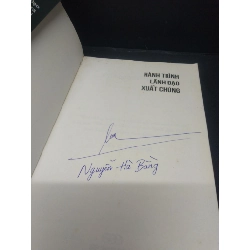 HÀNH TRÌNH
LÃNH ĐẠO
XUẤT CHÚNG
Nguyễn Hà Bằng